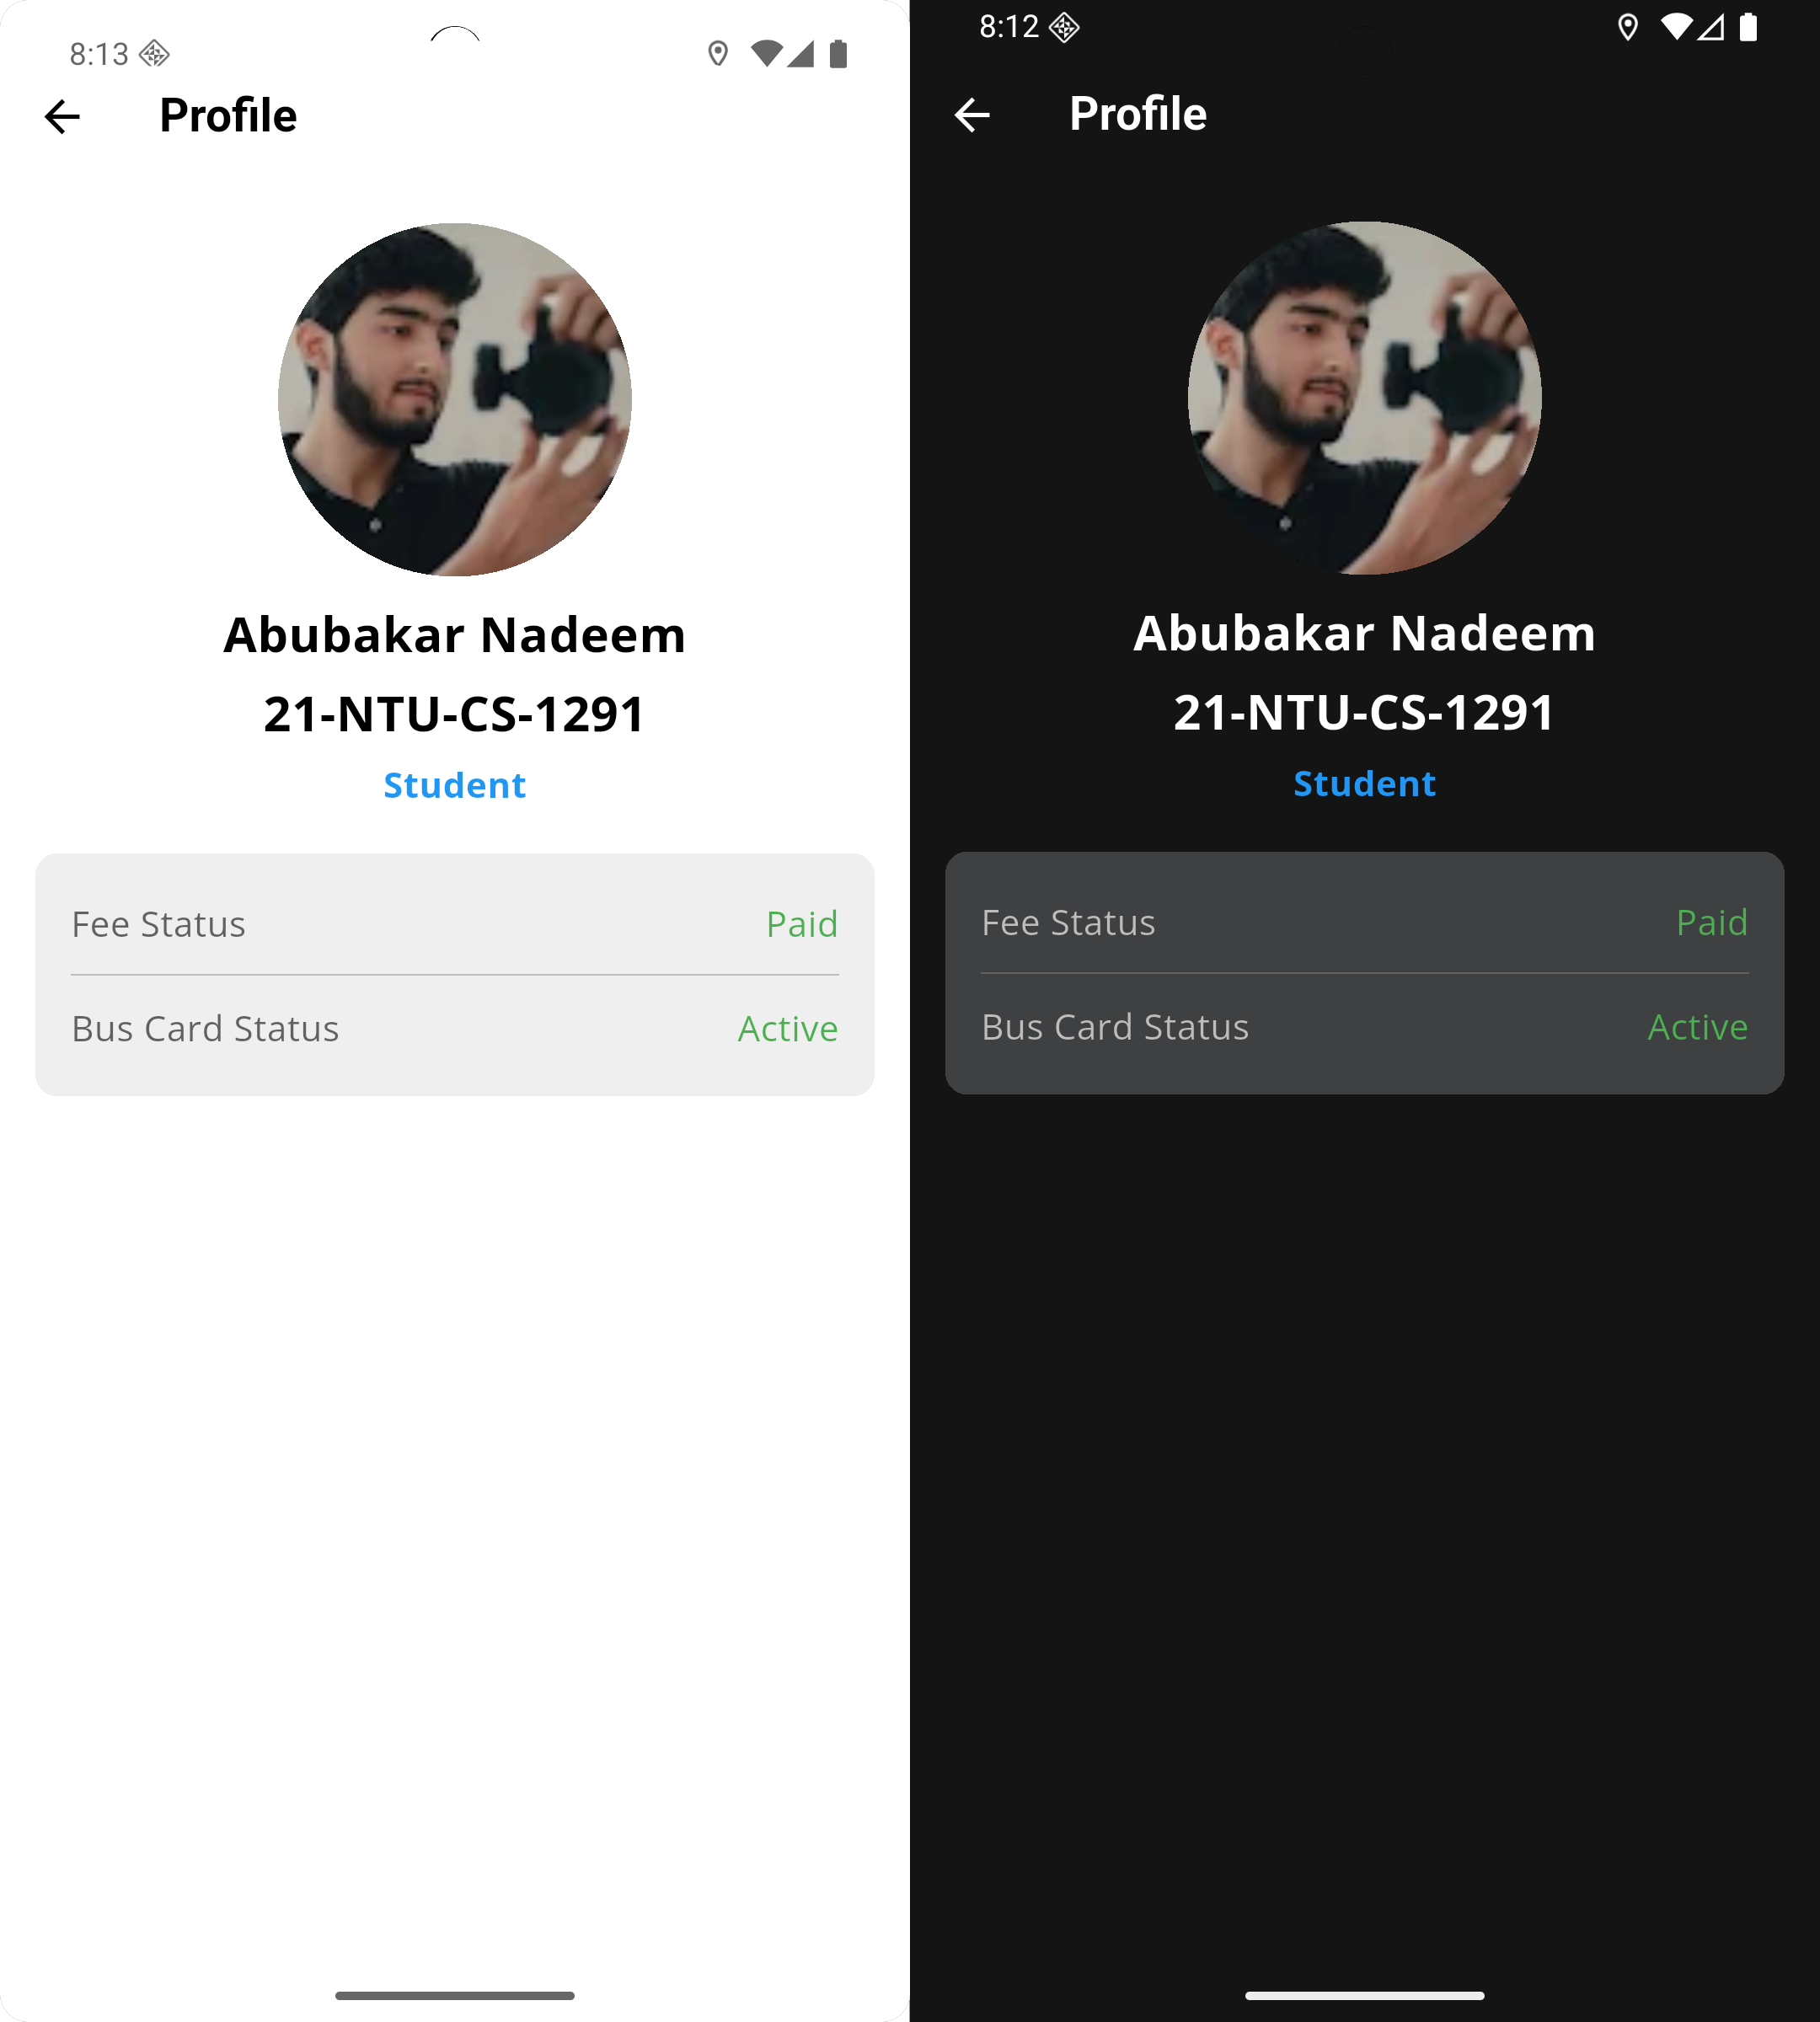 8:13
Profile
Abubakar Nadeem
21-NTU-CS-1291
Student
Fee Status Paid
Bus Card Status Active
8:12
Profile
Abubakar Nadeem
21-NTU-CS-1291
Student
Fee Status Paid
Bus Card Status Active